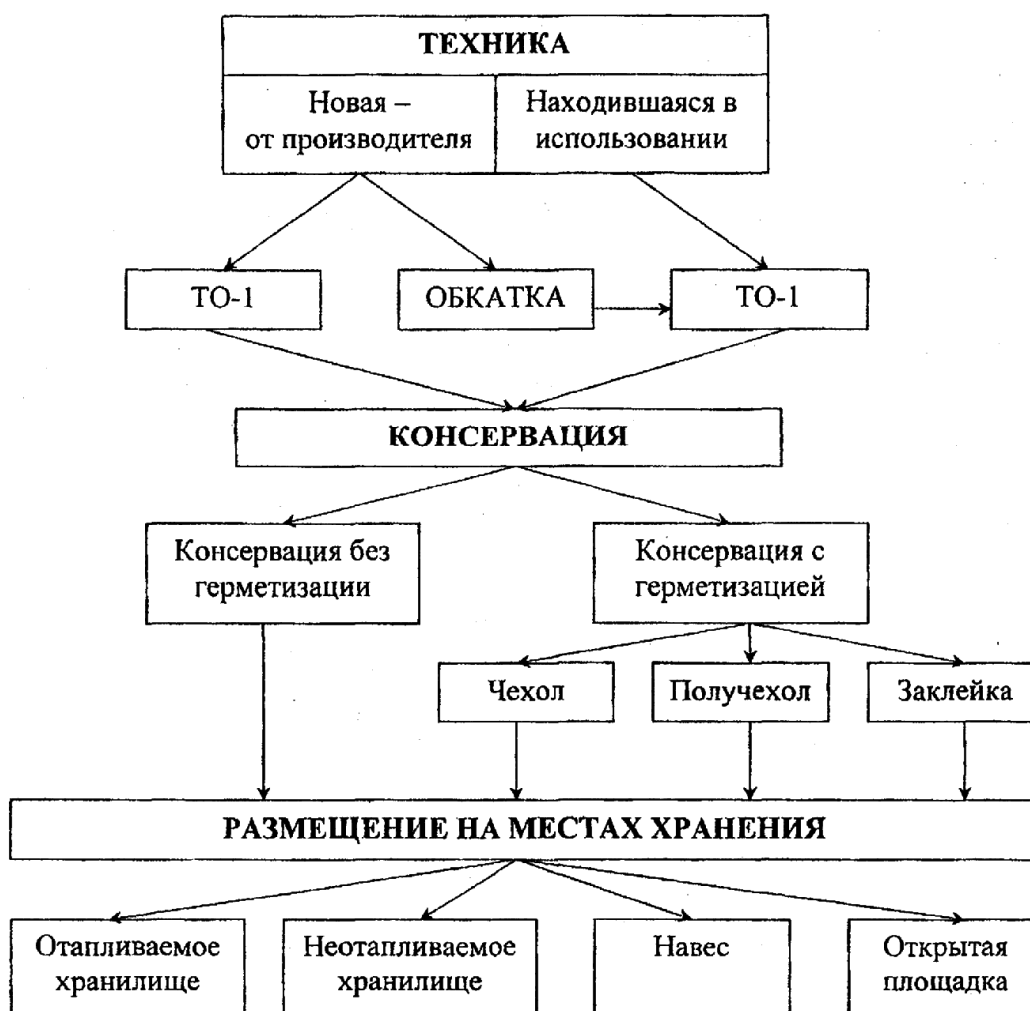 ТЕХНИКА
Новая –
от производителя
Находившаяся в
использовании
ТО-1
ОБКАТКА
ТО-1
КОНСЕРВАЦИЯ
Консервация без
герметизации
Консервация с
герметизацией
Чехол
Получехол
Заклейка
РАЗМЕЩЕНИЕ НА МЕСТАХ ХРАНЕНИЯ
Отапливаемое
хранилище
Неотапливаемое
хранилище
Навес
Открытая
площадка